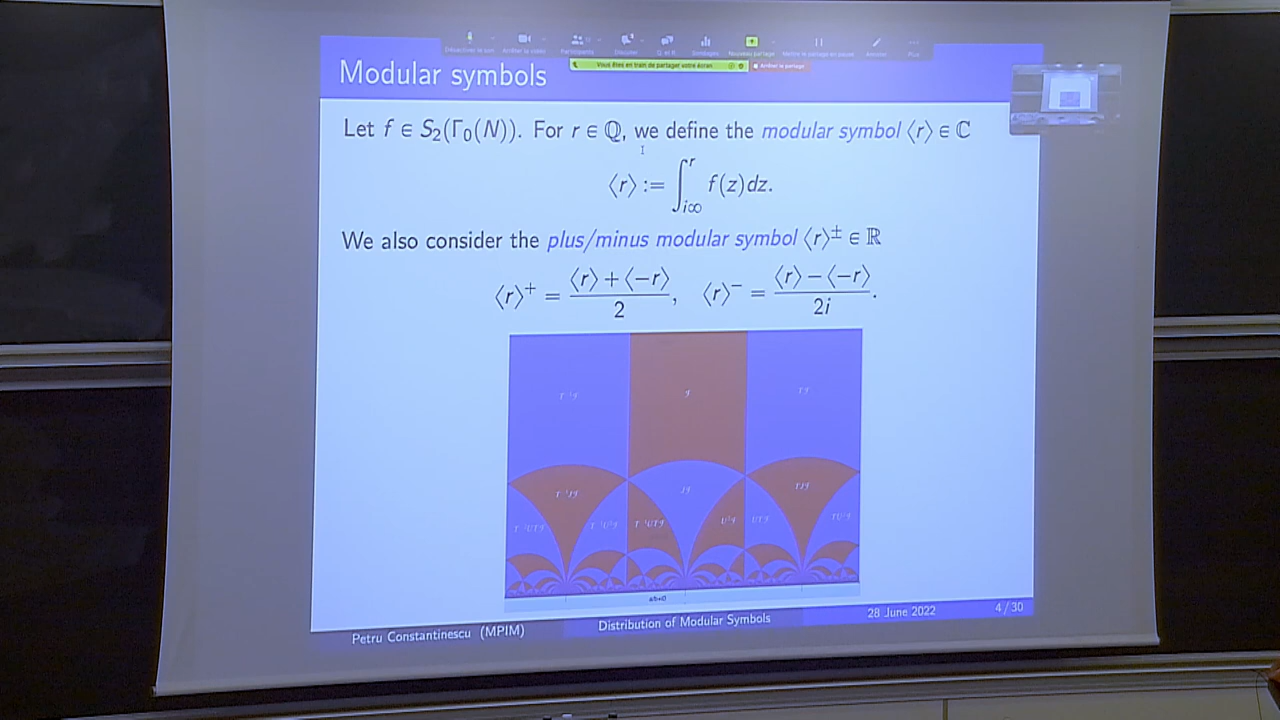 Vous êtes en train de partager votre écran
Arrêter le partage
Modular symbols
Let f ∈ S₂(Γ₀(N)). For r ∈ ℚ, we define the modular symbol ⟨r⟩ ∈ ℂ
⟨r⟩ := ∫_{i∞}^{r} f(z)dz.
We also consider the plus/minus modular symbol ⟨r⟩^± ∈ ℝ
⟨r⟩⁺ = (⟨r⟩ + ⟨−r⟩)/2, ⟨r⟩⁻ = (⟨r⟩ − ⟨−r⟩)/2i.
Petru Constantinescu (MPIM) Distribution of Modular Symbols 28 June 2022 4 / 30